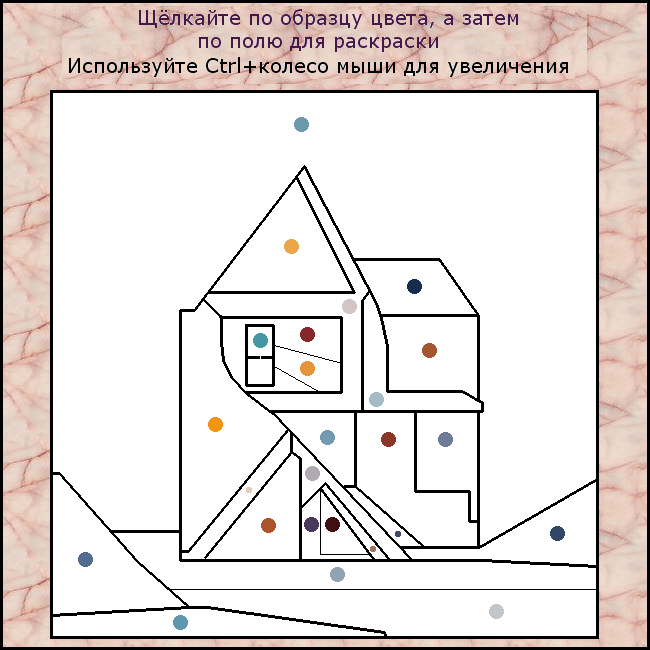 Щёлкайте по образцу цвета, а затем
по полю для раскраски
Используйте Ctrl+колесо мыши для увеличения